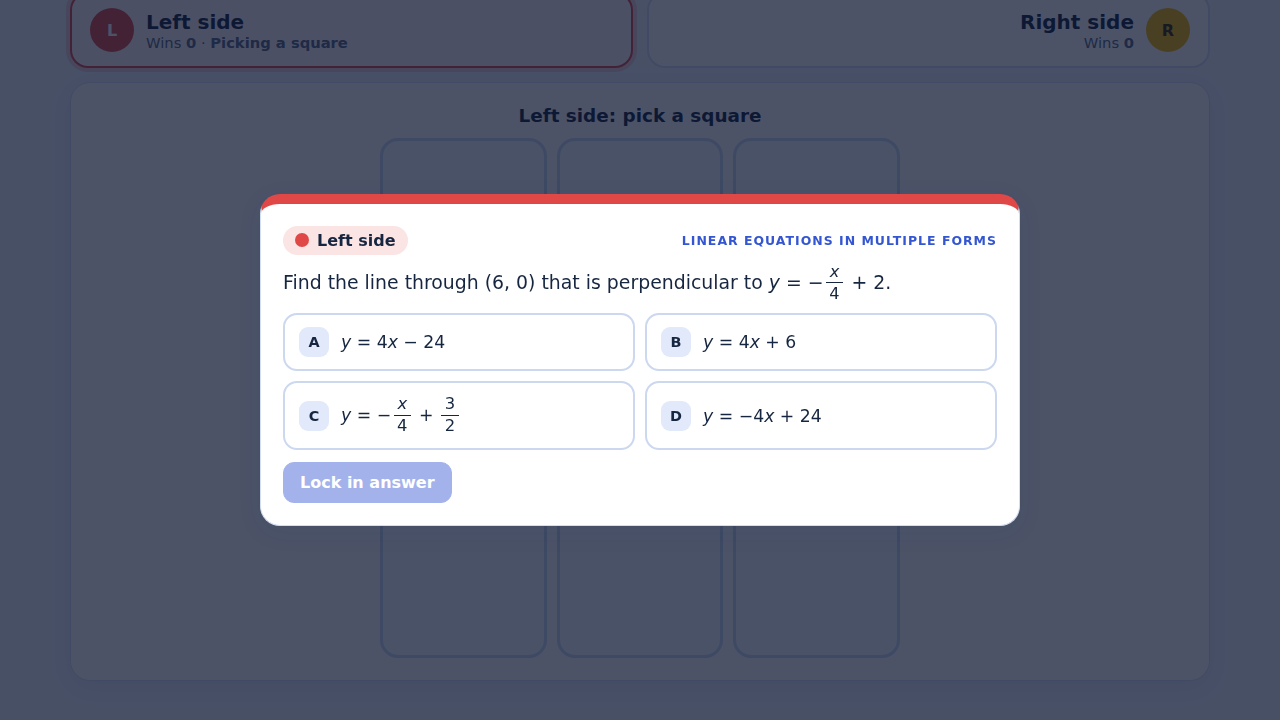 L
Left side
Wins 0 · Picking a square
Right side
Wins 0
R
Left side: pick a square
Left side
LINEAR EQUATIONS IN MULTIPLE FORMS
Find the line through (6, 0) that is perpendicular to y = −x/4 + 2.
A y = 4x − 24
B y = 4x + 6
C y = −x/4 + 3/2
D y = −4x + 24
Lock in answer